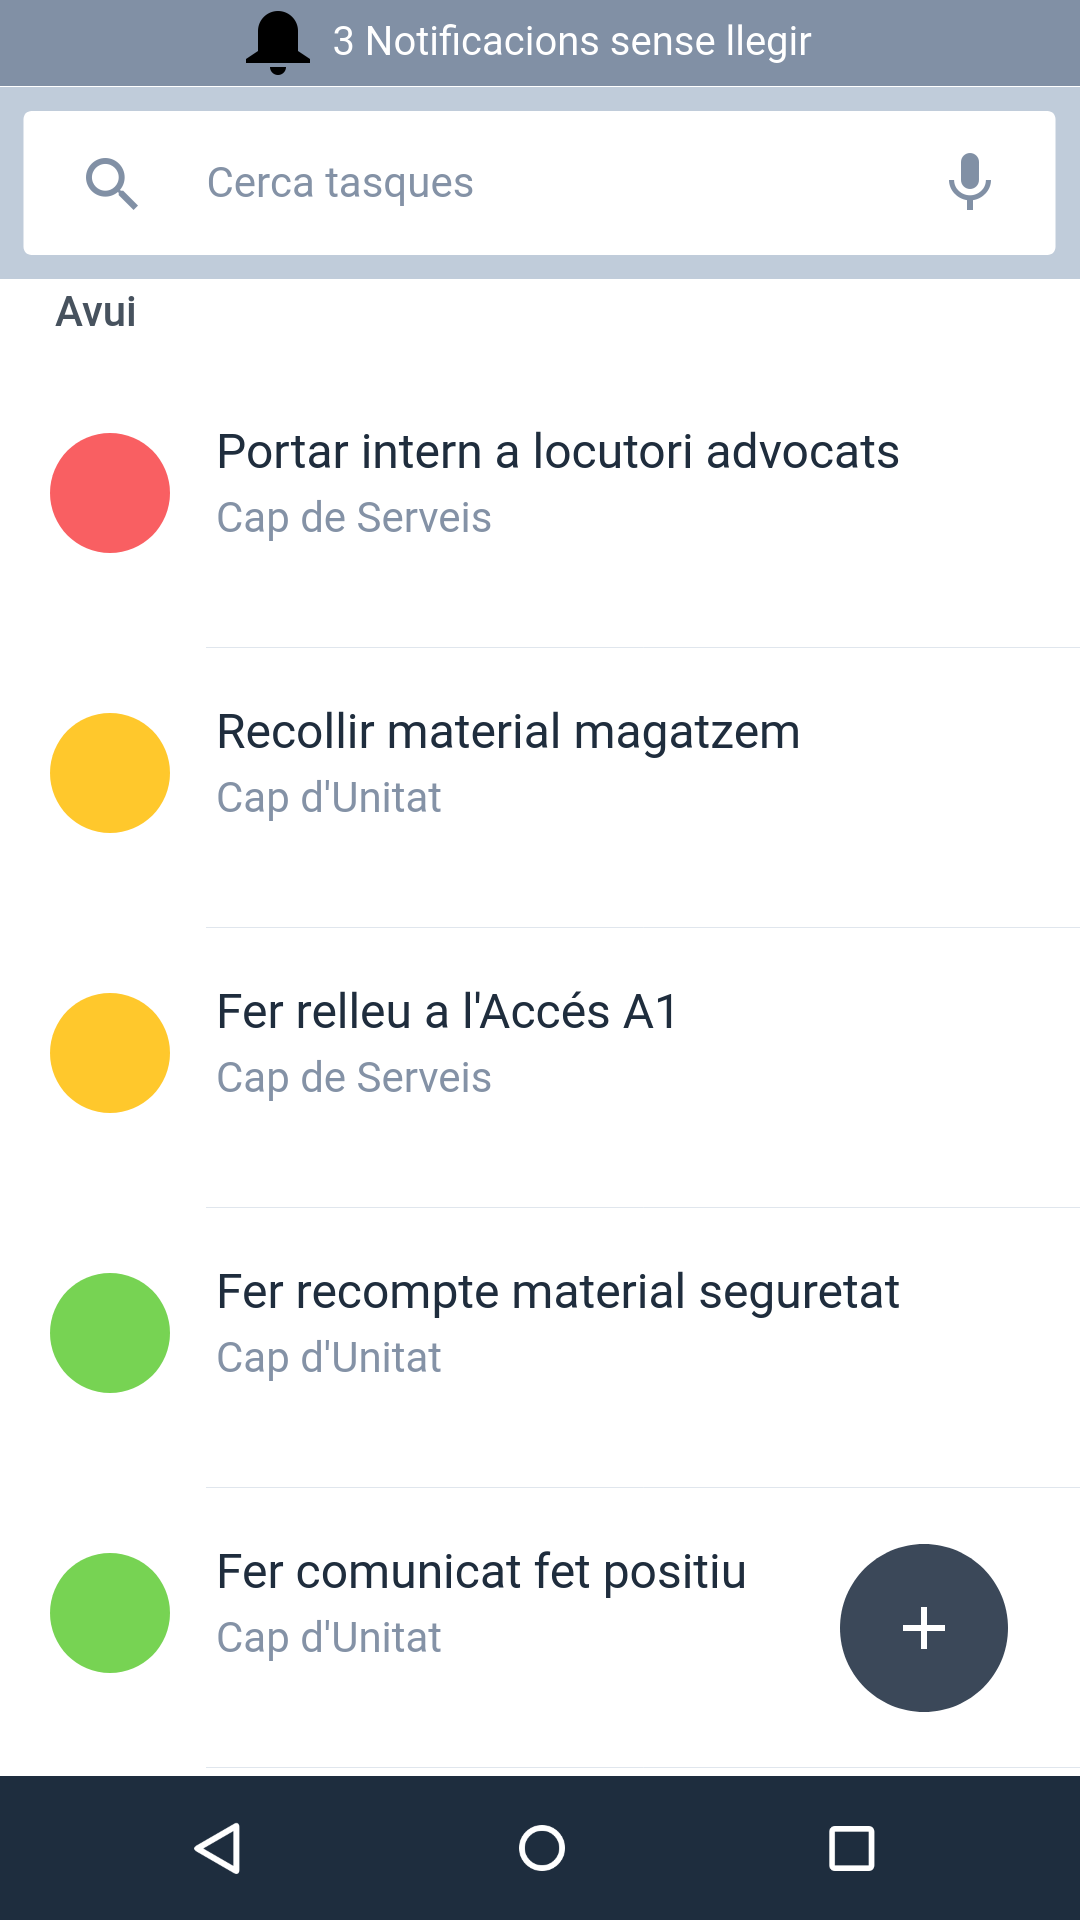 3 Notificacions sense llegir
Cerca tasques
Avui
Portar intern a locutori advocats
Cap de Serveis
Recollir material magatzem
Cap d'Unitat
Fer relleu a l'Accés A1
Cap de Serveis
Fer recompte material seguretat
Cap d'Unitat
Fer comunicat fet positiu
Cap d'Unitat